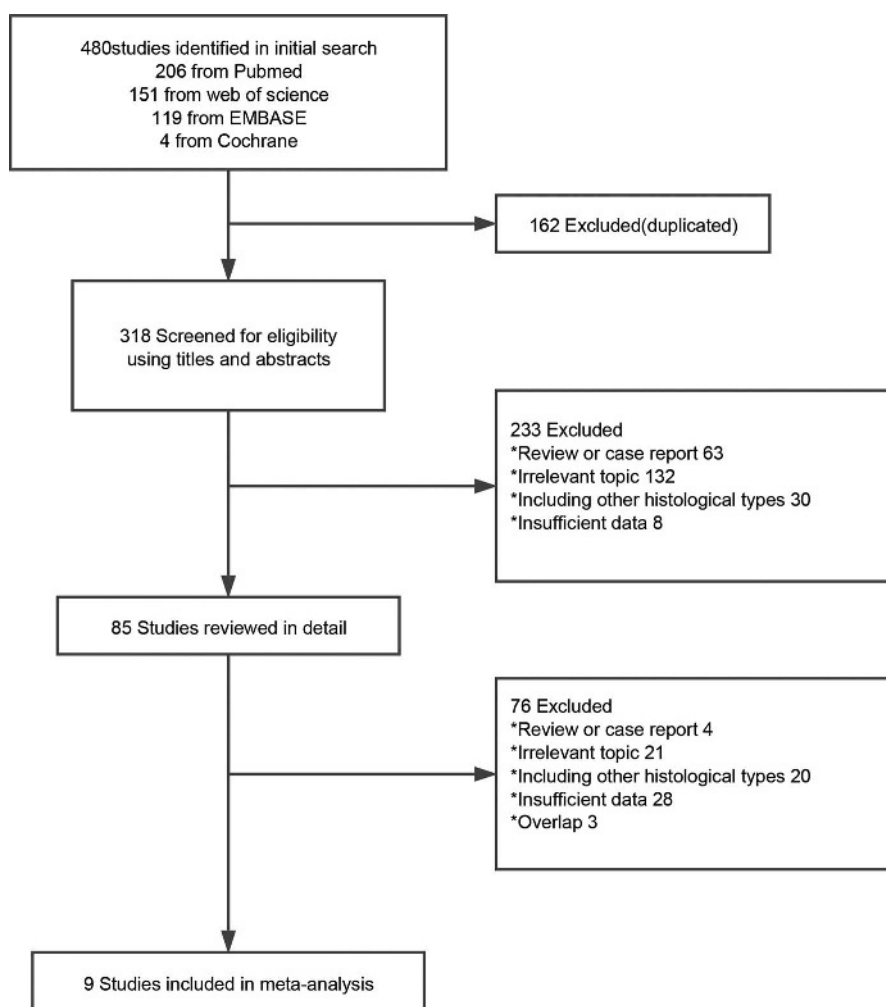 480studies identified in initial search
206 from Pubmed
151 from web of science
119 from EMBASE
4 from Cochrane
162 Excluded(duplicated)
318 Screened for eligibility
using titles and abstracts
233 Excluded
*Review or case report 63
*Irrelevant topic 132
*Including other histological types 30
*Insufficient data 8
85 Studies reviewed in detail
76 Excluded
*Review or case report 4
*Irrelevant topic 21
*Including other histological types 20
*Insufficient data 28
*Overlap 3
9 Studies included in meta-analysis